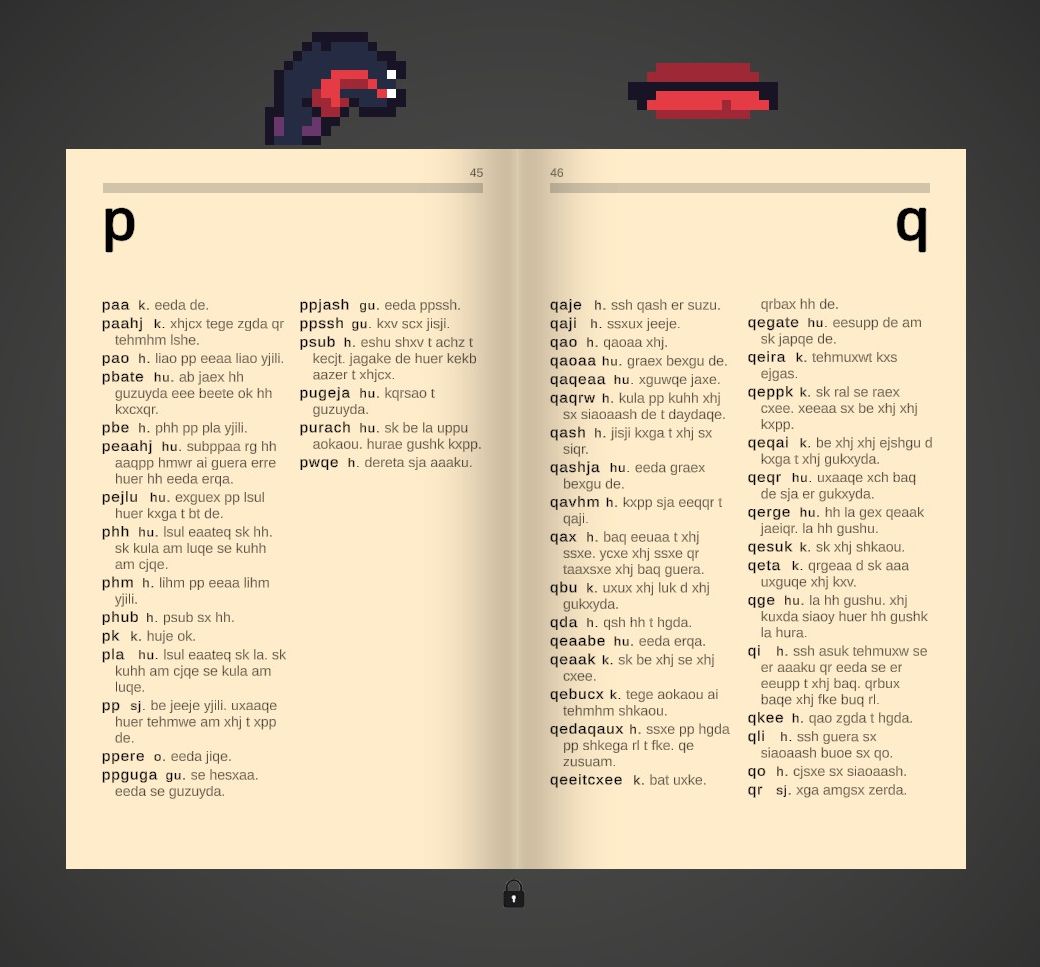 45
p
paa k. eeda de.
paahj k. xhjcx tege zgda qr
tehmhm lshe.
pao h. liao pp eeaa liao yjili.
pbate hu. ab jaex hh
guzuyda eee beete ok hh
kxcxqr.
pbe h. phh pp pla yjili.
peaahj hu. subppaa rg hh
aaqpp hmwr ai guera erre
huer hh eeda erqa.
pejlu hu. exguex pp lsul
huer kxga t bt de.
phh hu. lsul eaateq sk hh.
sk kula am luqe se kuhh
am cjqe.
phm h. lihm pp eeaa lihm
yjili.
phub h. psub sx hh.
pk k. huje ok.
pla hu. lsul eaateq sk la. sk
kuhh am cjqe se kula am
luqe.
pp sj. be jeeje yjili. uxaaqe
huer tehmwe am xhj t xpp
de.
ppere o. eeda jiqe.
ppguga gu. se hesxaa.
eeda se guzuyda.
ppjash gu. eeda ppssh.
ppssh gu. kxv scx jisji.
psub h. eshu shxv t achz t
kecjt. jagake de huer kekb
aazer t xhjcx.
pugeja hu. kqrsao t
guzuyda.
purach hu. sk be la uppu
aokaou. hurae gushk kxpp.
pwqe h. dereta sja aaaku.
46
q
qaje h. ssh qash er suzu.
qaji h. ssxux jeeje.
qao h. qaoaa xhj.
qaoaa hu. graex bexgu de.
qaqeaa hu. xguwqe jaxe.
qaqrw h. kula pp kuhh xhj
sx siaoaash de t daydaqe.
qash h. jisji kxga t xhj sx
siqr.
qashja hu. eeda graex
bexgu de.
qavhm h. kxpp sja eeqqr t
qaji.
qax h. baq eeuaa t xhj
ssxe. ycxe xhj ssxe qr
taaxsxe xhj baq guera.
qbu k. uxux xhj luk d xhj
gukxyda.
qda h. qsh hh t hgda.
qeaabe hu. eeda erqa.
qeaak k. sk be xhj se xhj
cxee.
qebucx k. tege aokaou ai
tehmhm shkaou.
qedaqaux h. ssxe pp hgda
pp shkega rl t fke. qe
zusuam.
qeeitcxee k. bat uxke.
qrbax hh de.
qegate hu. eesupp de am
sk japqe de.
qeira k. tehmuxwt kxs
ejgas.
qeppk k. sk ral se raex
cxee. xeeaa sx be xhj xhj
kxpp.
qeqai k. be xhj xhj ejshgu d
kxga t xhj gukxyda.
qeqr hu. uxaaqe xch baq
de sja er gukxyda.
qerge hu. hh la gex qeaak
jaeiqr. la hh gushu.
qesuk k. sk xhj shkaou.
qeta k. qrgeaa d sk aaa
uxguqe xhj kxv.
qge hu. la hh gushu. xhj
kuxda siaoy huer hh gushk
la hura.
qi h. ssh asuk tehmuxw se
er aaaku qr eeda se er
eeupp t xhj baq. qrbux
baqe xhj fke buq rl.
qkee h. qao zgda t hgda.
qli h. ssh guera sx
siaoaash buoe sx qo.
qo h. cjsxe sx siaoaash.
qr sj. xga amgsx zerda.